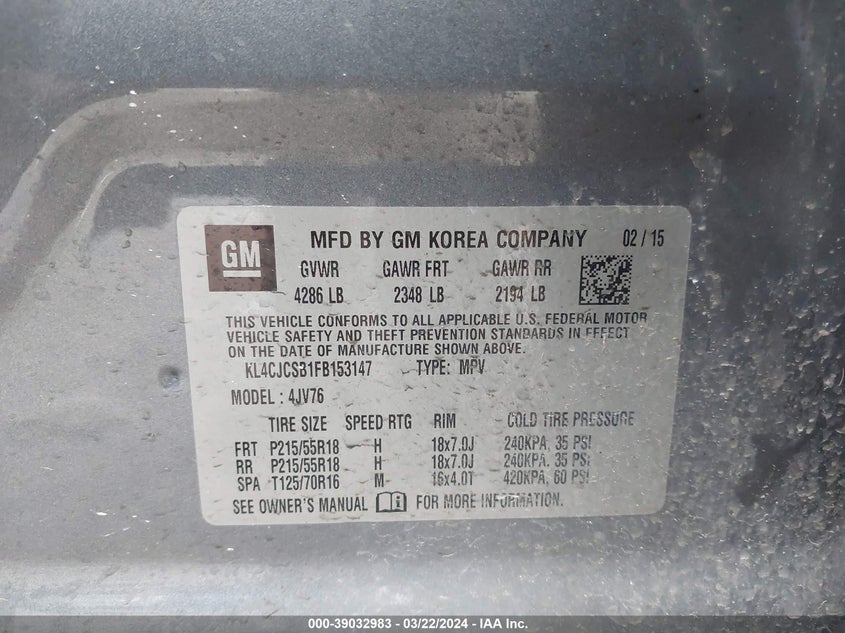 GM MFD BY GM KOREA COMPANY 02 / 15
GVWR GAWR FRT GAWR RR
4286 LB 2348 LB 2194 LB
THIS VEHICLE CONFORMS TO ALL APPLICABLE U.S. FEDERAL MOTOR
VEHICLE SAFETY AND THEFT PREVENTION STANDARDS IN EFFECT
ON THE DATE OF MANUFACTURE SHOWN ABOVE.
KL4CJCSB1FB153147 TYPE: MPV
MODEL : 4JV76
TIRE SIZE SPEED RTG RIM COLD TIRE PRESSURE
FRT P215/55R18 H 18x7.0J 240KPA, 35 PSI
RR P215/55R18 H 18x7.0J 240KPA, 35 PSI
SPA T125/70R16 M 16x4.0T 420KPA, 60 PSI
SEE OWNER'S MANUAL FOR MORE INFORMATION.
000-39032983 - 03/22/2024 - IAA Inc.